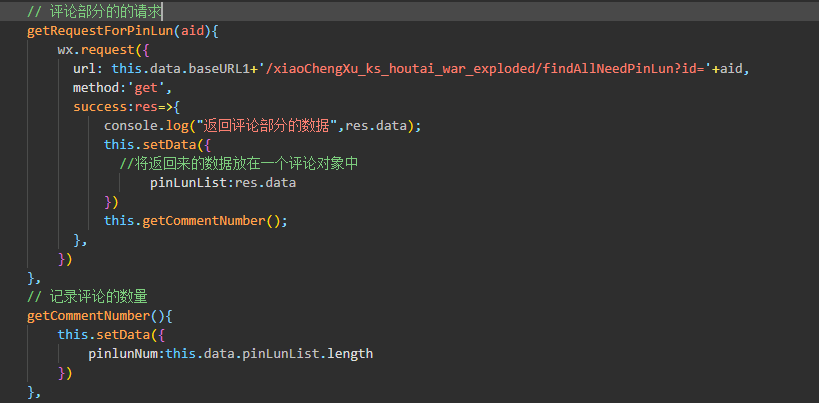 // 评论部分的的请求
getRequestForPinLun(aid){
wx.request({
url: this.data.baseURL1+'/xiaoChengXu_ks_houtai_war_exploded/findAllNeedPinLun?id='+aid,
method:'get',
success:res=>{
console.log("返回评论部分的数据",res.data);
this.setData({
//将返回来的数据放在一个评论对象中
pinLunList:res.data
})
this.getCommentNumber();
},
})
},
// 记录评论的数量
getCommentNumber(){
this.setData({
pinlunNum:this.data.pinLunList.length
})
},